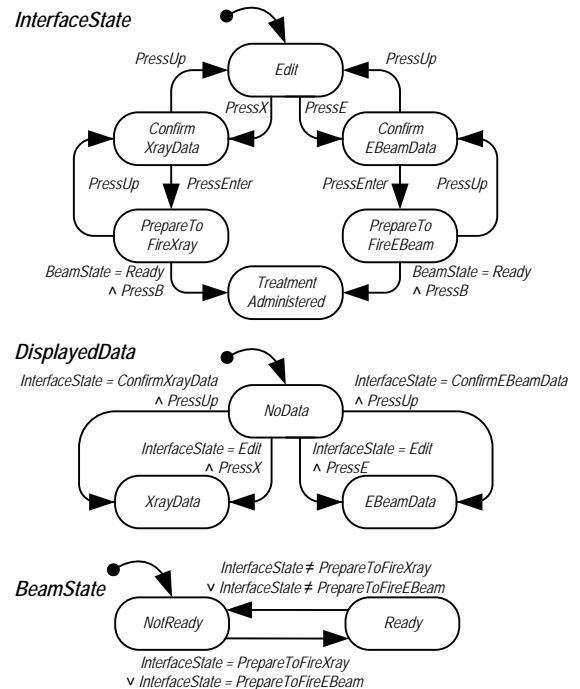 InterfaceState
Edit
PressUp
PressUp
PressX
PressE
Confirm
XrayData
Confirm
EBeamData
PressUp
PressEnter
PressEnter
PressUp
PrepareTo
FireXray
PrepareTo
FireEBeam
BeamState = Ready
∧ PressB
Treatment
Administered
BeamState = Ready
∧ PressB
DisplayedData
InterfaceState = ConfirmXrayData
∧ PressUp
NoData
InterfaceState = ConfirmEBeamData
∧ PressUp
InterfaceState = Edit
∧ PressX
InterfaceState = Edit
∧ PressE
XrayData
EBeamData
BeamState
InterfaceState ≠ PrepareToFireXray
∨ InterfaceState ≠ PrepareToFireEBeam
NotReady
Ready
InterfaceState = PrepareToFireXray
∨ InterfaceState = PrepareToFireEBeam